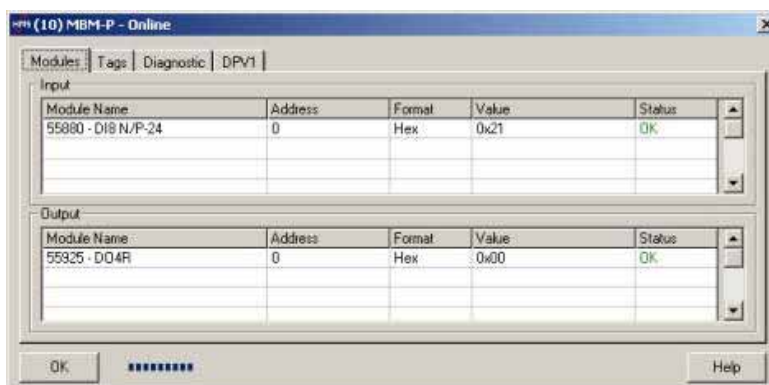 HMS (10) MBM-P - Online
Modules Tags Diagnostic DPV1
Input
Module Name Address Format Value Status
55880 - DI8 N/P-24 0 Hex 0x21 OK
Output
Module Name Address Format Value Status
55925 - DO4R 0 Hex 0x00 OK
OK Help